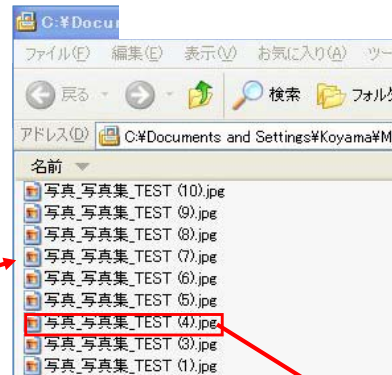 C:¥Docu
ファイル(F) 編集(E) 表示(V) お気に入り(A) ツー
戻る 検索 フォル
アドレス(D) C:¥Documents and Settings¥Koyama¥M
名前
写真_写真集_TEST (10).jpg
写真_写真集_TEST (9).jpg
写真_写真集_TEST (8).jpg
写真_写真集_TEST (7).jpg
写真_写真集_TEST (6).jpg
写真_写真集_TEST (5).jpg
写真_写真集_TEST (4).jpg
写真_写真集_TEST (3).jpg
写真_写真集_TEST (1).jpg